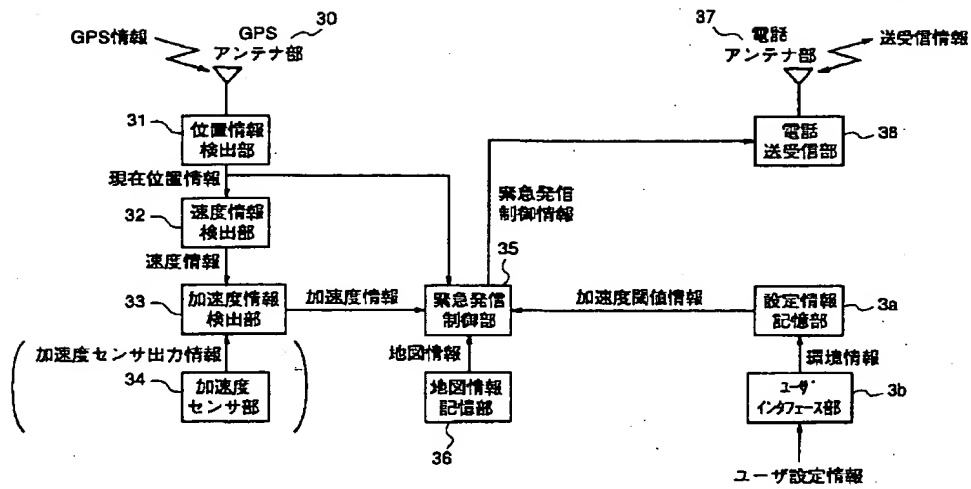 GPS情報
GPS
アンテナ部
30
37
電話
アンテナ部
送受信情報
31
位置情報
検出部
電話
送受信部
38
現在位置情報
32
速度情報
検出部
緊急発信
制御情報
速度情報
35
33
加速度情報
検出部
加速度情報
緊急発信
制御部
加速度閾値情報
設定情報
記憶部
3a
加速度センサ出力情報
地図情報
環境情報
34
加速度
センサ部
地図情報
記憶部
36
ユーザ
インタフェース部
3b
ユーザ設定情報